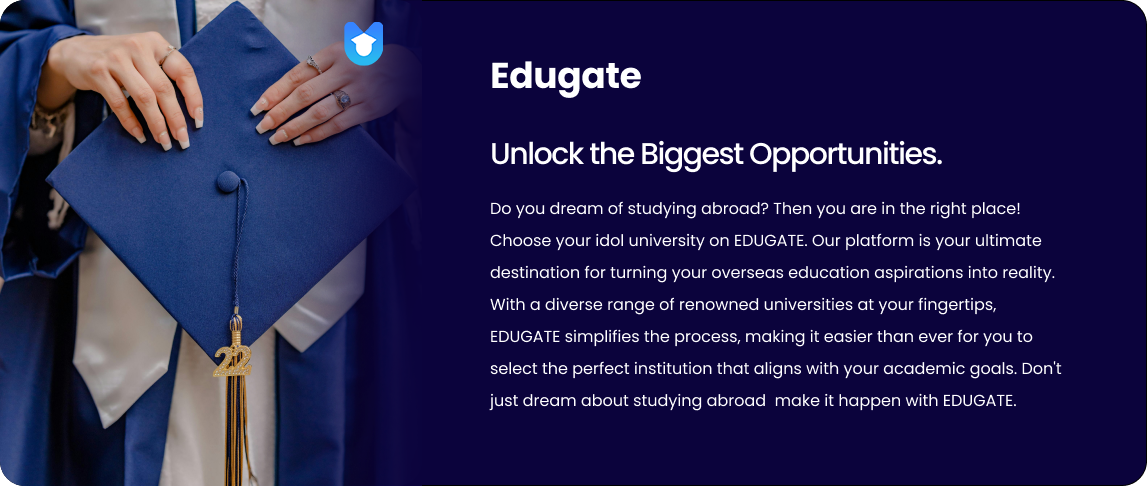 Edugate
Unlock the Biggest Opportunities.
Do you dream of studying abroad? Then you are in the right place!
Choose your idol university on EDUGATE. Our platform is your ultimate
destination for turning your overseas education aspirations into reality.
With a diverse range of renowned universities at your fingertips,
EDUGATE simplifies the process, making it easier than ever for you to
select the perfect institution that aligns with your academic goals. Don't
just dream about studying abroad  make it happen with EDUGATE.
22